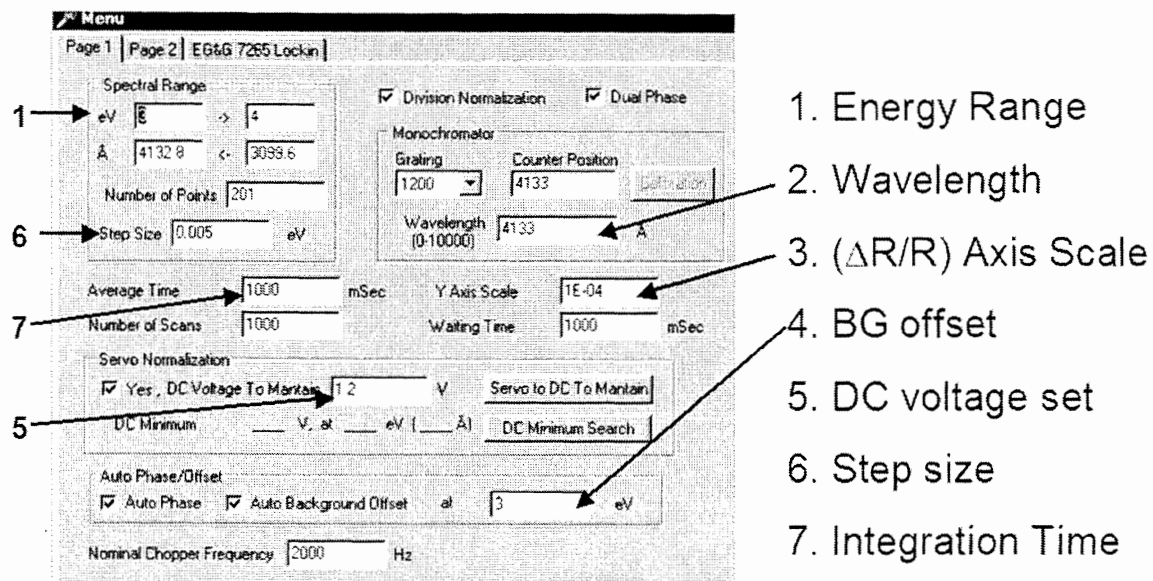 Menu
Page 1 Page 2 EG&G 7265 Lockin
Spectral Range
eV 3 -> 4
Å 4132.8 <- 3099.6
Number of Points 201
Step Size 0.005 eV
Division Normalization Dual Phase
Monochromator
Grating Counter Position
1200 4133
Wavelength (0-10000) 4133 Å
Average Time 1000 mSec Y Axis Scale 1E-04
Number of Scans 1000 Waiting Time 1000 mSec
Servo Normalization
Yes, DC Voltage To Mantain 1.2 V Servo to DC To Mantain
DC Minimum ___ V, at ___ eV ( ___ Å) DC Minimum Search
Auto Phase/Offset
Auto Phase Auto Background Offset at 3 eV
Nominal Chopper Frequency 2000 Hz
1
6
7
5
1. Energy Range
2. Wavelength
3. (ΔR/R) Axis Scale
4. BG offset
5. DC voltage set
6. Step size
7. Integration Time